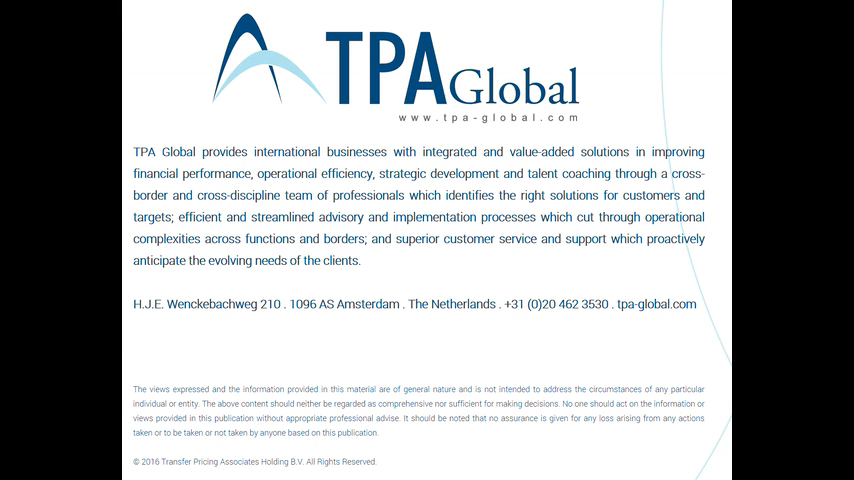 TPA Global
www.tpa-global.com
TPA Global provides international businesses with integrated and value-added solutions in improving
financial performance, operational efficiency, strategic development and talent coaching through a cross-
border and cross-discipline team of professionals which identifies the right solutions for customers and
targets; efficient and streamlined advisory and implementation processes which cut through operational
complexities across functions and borders; and superior customer service and support which proactively
anticipate the evolving needs of the clients.
H.J.E. Wenckebachweg 210 . 1096 AS Amsterdam . The Netherlands . +31 (0)20 462 3530 . tpa-global.com
The views expressed and the information provided in this material are of general nature and is not intended to address the circumstances of any particular
individual or entity. The above content should neither be regarded as comprehensive nor sufficient for making decisions. No one should act on the information or
views provided in this publication without appropriate professional advise. It should be noted that no assurance is given for any loss arising from any actions
taken or to be taken or not taken by anyone based on this publication.
© 2016 Transfer Pricing Associates Holding B.V. All Rights Reserved.